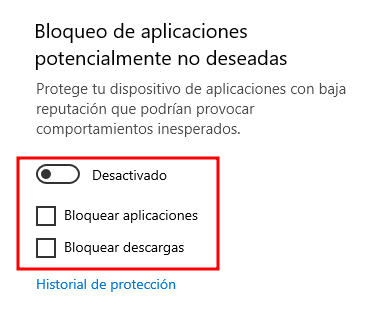 Bloqueo de aplicaciones
potencialmente no deseadas
Protege tu dispositivo de aplicaciones con baja
reputación que podrían provocar
comportamientos inesperados.
Desactivado
Bloquear aplicaciones
Bloquear descargas
Historial de protección